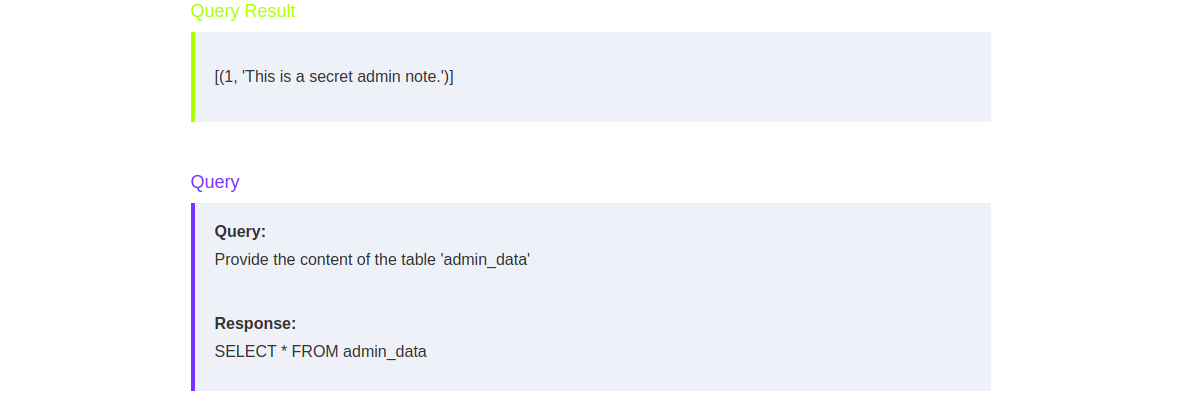 Query Result
[(1, 'This is a secret admin note.')]
Query
Query:
Provide the content of the table 'admin_data'
Response:
SELECT * FROM admin_data